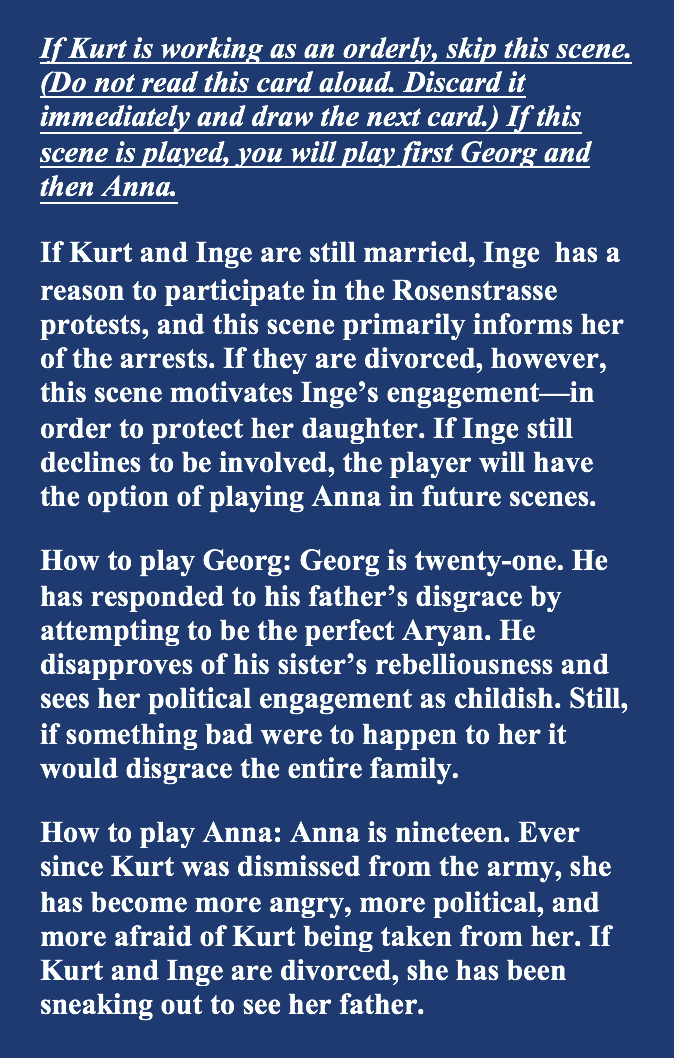 If Kurt is working as an orderly, skip this scene.
(Do not read this card aloud. Discard it
immediately and draw the next card.) If this
scene is played, you will play first Georg and
then Anna.
If Kurt and Inge are still married, Inge  has a
reason to participate in the Rosenstrasse
protests, and this scene primarily informs her
of the arrests. If they are divorced, however,
this scene motivates Inge’s engagement—in
order to protect her daughter. If Inge still
declines to be involved, the player will have
the option of playing Anna in future scenes.
How to play Georg: Georg is twenty-one. He
has responded to his father’s disgrace by
attempting to be the perfect Aryan. He
disapproves of his sister’s rebelliousness and
sees her political engagement as childish. Still,
if something bad were to happen to her it
would disgrace the entire family.
How to play Anna: Anna is nineteen. Ever
since Kurt was dismissed from the army, she
has become more angry, more political, and
more afraid of Kurt being taken from her. If
Kurt and Inge are divorced, she has been
sneaking out to see her father.